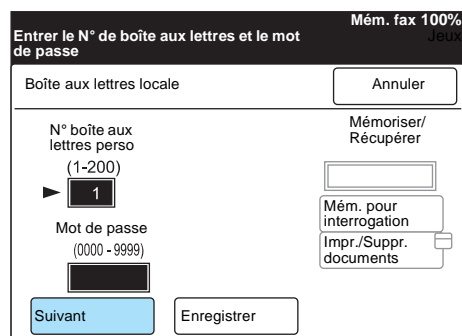 Mém. fax 100%
Entrer le N° de boîte aux lettres et le mot
de passe
Jeux
Boîte aux lettres locale
Annuler
N° boîte aux
lettres perso
(1-200)
1
Mot de passe
(0000 - 9999)
Mémoriser/
Récupérer
Mém. pour
interrogation
Impr./Suppr.
documents
Suivant
Enregistrer